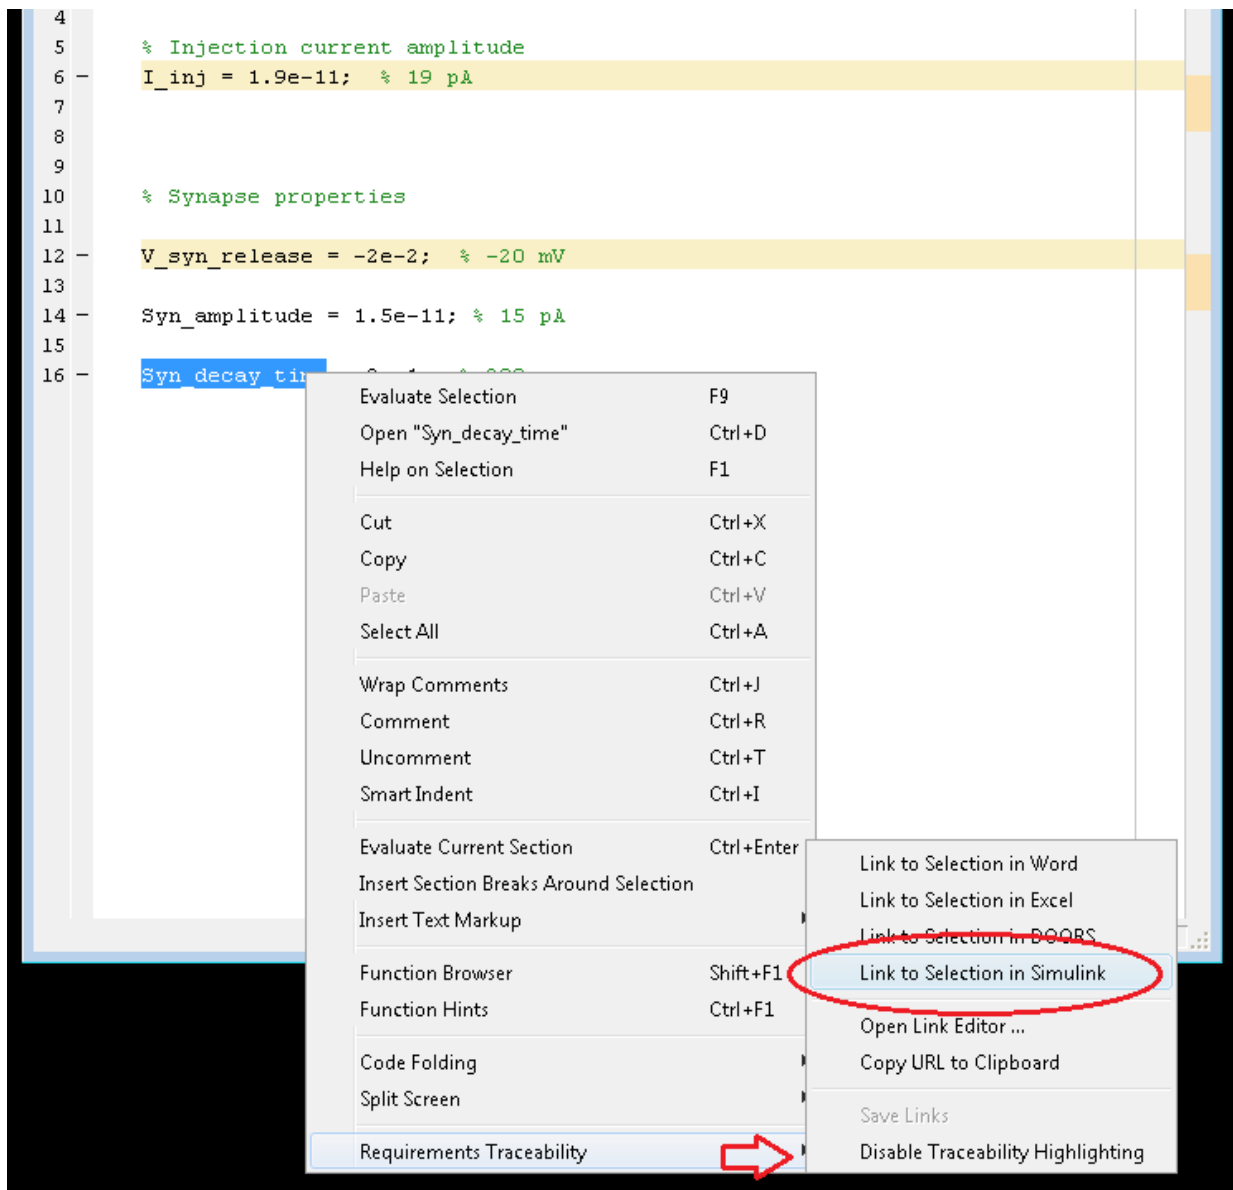 4
5 % Injection current amplitude
6 – I_inj = 1.9e-11; % 19 pA
7
8
9
10 % Synapse properties
11
12 – V_syn_release = -2e-2; % -20 mV
13
14 – Syn_amplitude = 1.5e-11; % 15 pA
15
16 – Syn_decay_tim
Evaluate Selection F9
Open "Syn_decay_time" Ctrl+D
Help on Selection F1
Cut Ctrl+X
Copy Ctrl+C
Paste Ctrl+V
Select All Ctrl+A
Wrap Comments Ctrl+J
Comment Ctrl+R
Uncomment Ctrl+T
Smart Indent Ctrl+I
Evaluate Current Section Ctrl+Enter
Insert Section Breaks Around Selection
Insert Text Markup
Function Browser Shift+F1
Function Hints Ctrl+F1
Code Folding
Split Screen
Requirements Traceability
Link to Selection in Word
Link to Selection in Excel
Link to Selection in DOORS
Link to Selection in Simulink
Open Link Editor ...
Copy URL to Clipboard
Save Links
Disable Traceability Highlighting